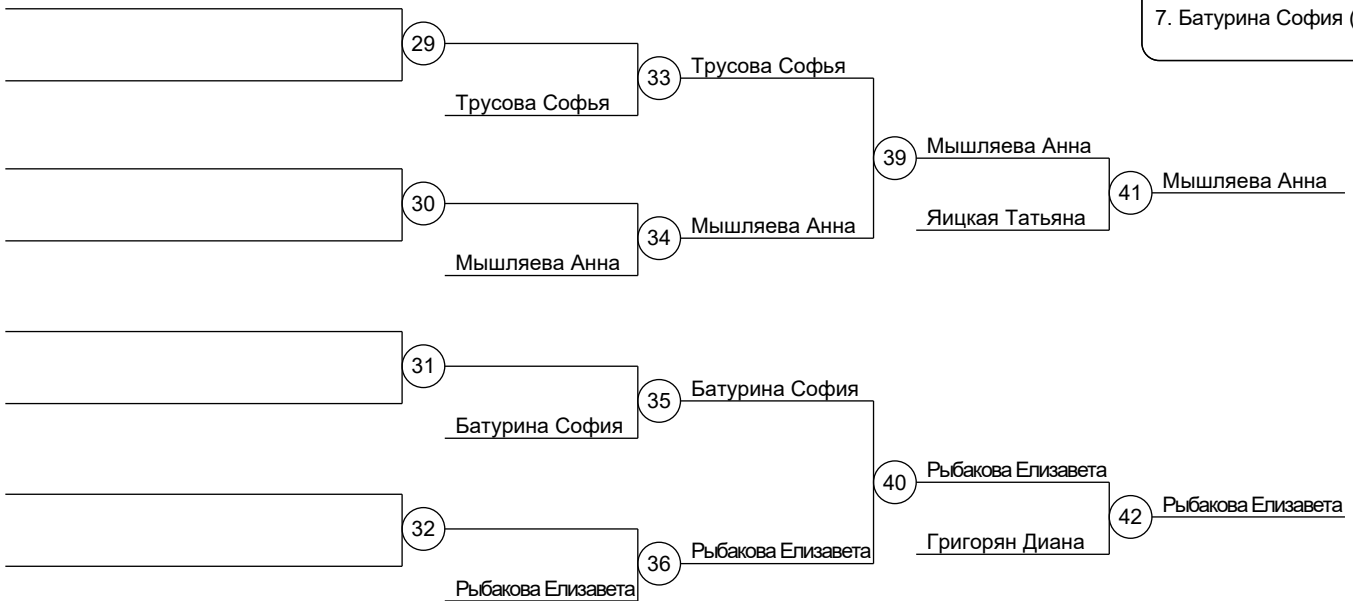 7. Батурина София (
29
33
Трусова Софья
Трусова Софья
39
Мышляева Анна
41
Мышляева Анна
30
34
Мышляева Анна
Яицкая Татьяна
Мышляева Анна
31
35
Батурина София
Батурина София
40
Рыбакова Елизавета
42
Рыбакова Елизавета
32
36
Рыбакова Елизавета
Григорян Диана
Рыбакова Елизавета